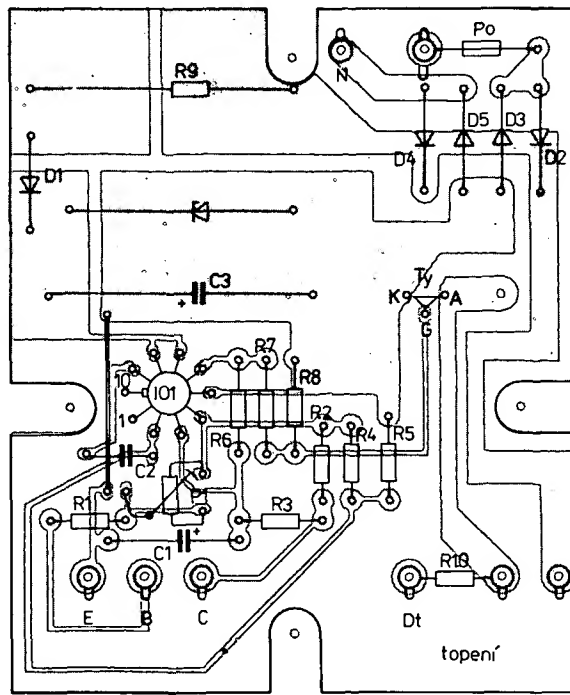 Po
R9
N
D5 D3
D4 D2
D1
C3
+
Ty
K A
G
R7
10 IO1 R8
1 R2
R6 R4 R5
C2
R1 R3
+
C1
E B C Dt R10
topení